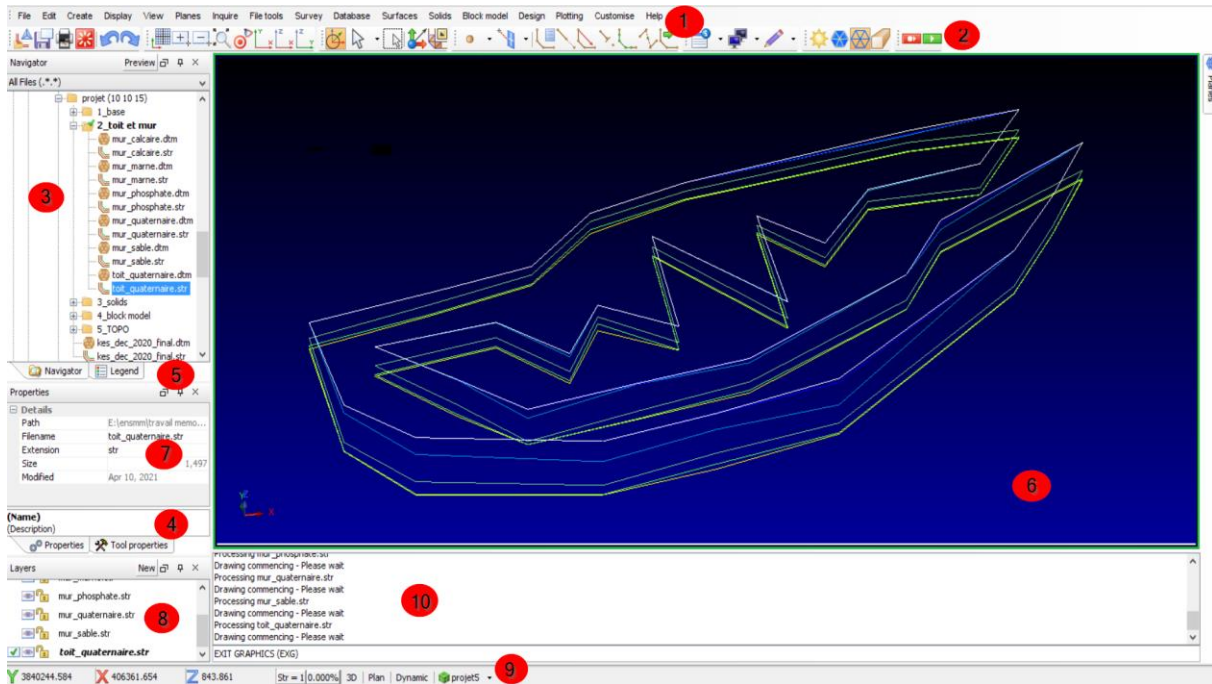 File Edit Create Display View Planes Inquire File tools Survey Database Surfaces Solids Block model Design Plotting Customise Help
1
2
Navigator Preview
All Files (.*.*)
projet (10 10 15)
1_base
2_toit et mur
mur_calcaire.dtm
mur_calcaire.str
mur_marne.dtm
mur_marne.str
3
mur_phosphate.dtm
mur_phosphate.str
mur_quaternaire.dtm
mur_quaternaire.str
mur_sable.dtm
mur_sable.str
toit_quaternaire.dtm
toit_quaternaire.str
3_solids
4_block model
5_TOPO
kes_dec_2020_final.dtm
kes_dec_2020_final.str
Navigator Legend
5
Properties
Details
Path E:\ensmm\travail memo...
Filename toit_quaternaire.str
Extension str
7
Size 1,497
Modified Apr 10, 2021
(Name)
(Description)
4
Properties Tool properties
Layers New
mur_phosphate.str
mur_quaternaire.str
8
mur_sable.str
toit_quaternaire.str
Y X
6
Processing mur_phosphate.str
Drawing commencing - Please wait
Processing mur_quaternaire.str
Drawing commencing - Please wait
Processing mur_sable.str
Drawing commencing - Please wait
Processing toit_quaternaire.str
Drawing commencing - Please wait
10
EXIT GRAPHICS (EXG)
Y 3840244.584 X 406361.654 Z 843.861 Str = 1 0.000% 3D Plan Dynamic projet5
9